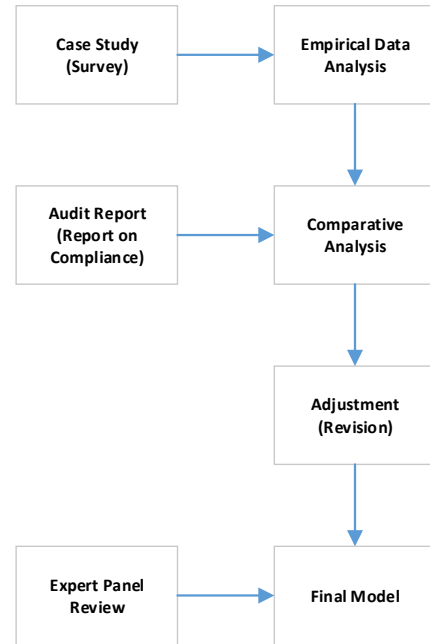 Case Study
(Survey)
Empirical Data
Analysis
Audit Report
(Report on
Compliance)
Comparative
Analysis
Adjustment
(Revision)
Expert Panel
Review
Final Model